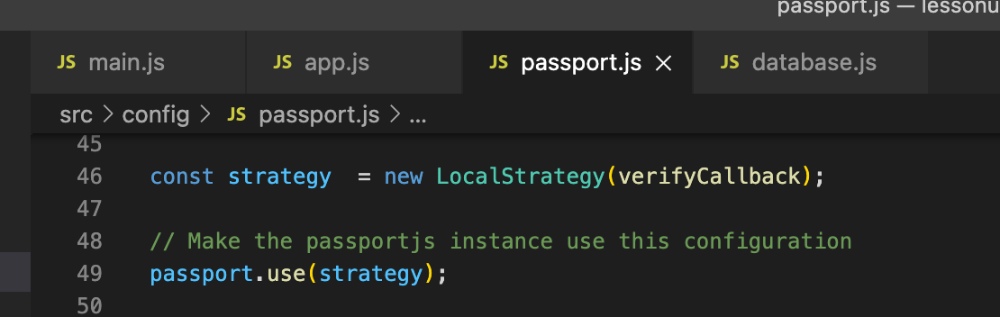 passport.js — lessonu
JS main.js JS app.js JS passport.js × JS database.js
src > config > JS passport.js > ...
45
46 const strategy  = new LocalStrategy(verifyCallback);
47
48 // Make the passportjs instance use this configuration
49 passport.use(strategy);
50